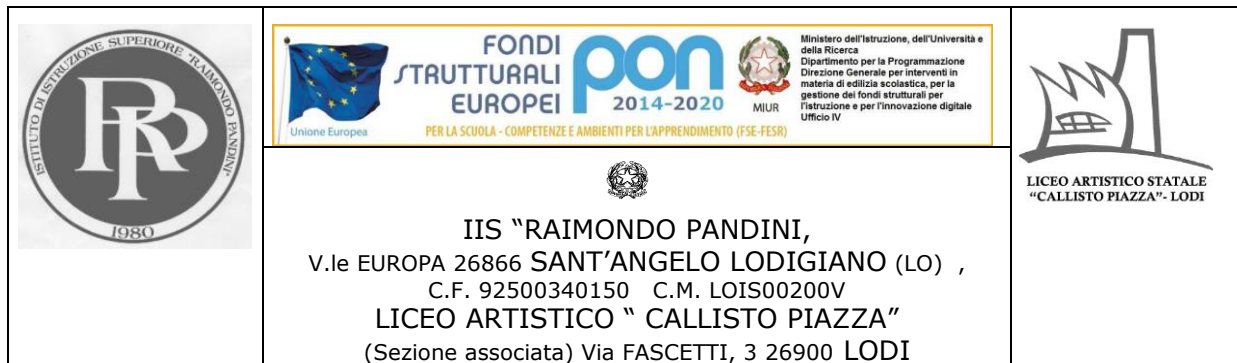 ISTITUTO DI ISTRUZIONE SUPERIORE "RAIMONDO PANDINI"
RP
1980
Unione Europea
FONDI
STRUTTURALI
EUROPEI
pon
2014-2020
MIUR
Ministero dell'Istruzione, dell'Università e
della Ricerca
Dipartimento per la Programmazione
Direzione Generale per interventi in
materia di edilizia scolastica, per la
gestione dei fondi strutturali per
l'istruzione e per l'innovazione digitale
Ufficio IV
PER LA SCUOLA - COMPETENZE E AMBIENTI PER L'APPRENDIMENTO (FSE-FESR)
IIS "RAIMONDO PANDINI,
V.le EUROPA 26866 SANT'ANGELO LODIGIANO (LO) ,
C.F. 92500340150 C.M. LOIS00200V
LICEO ARTISTICO " CALLISTO PIAZZA"
(Sezione associata) Via FASCETTI, 3 26900 LODI
LICEO ARTISTICO STATALE
"CALLISTO PIAZZA"- LODI